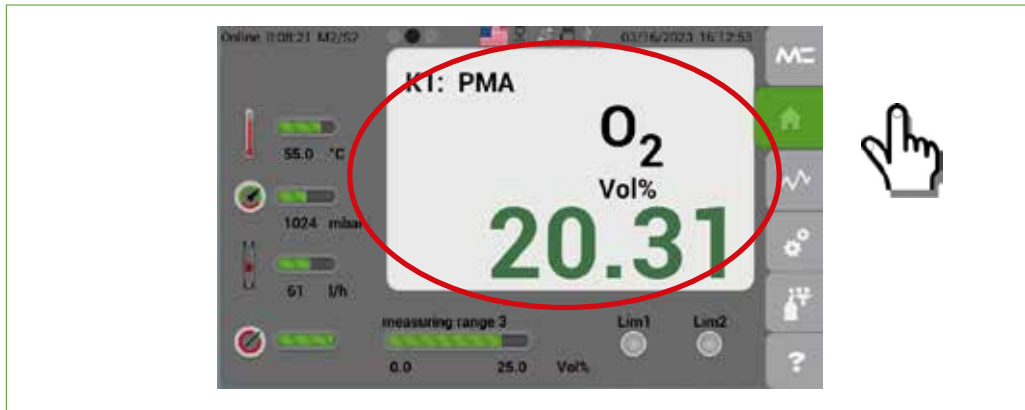 Online 0:08:21 M2/S2 03/16/2023 16:12:53
K1: PMA
O2
Vol%
20.31
55.0 °C
1024 mbar
61 l/h
measuring range 3
0.0 25.0 Vol%
Lim1 Lim2
?